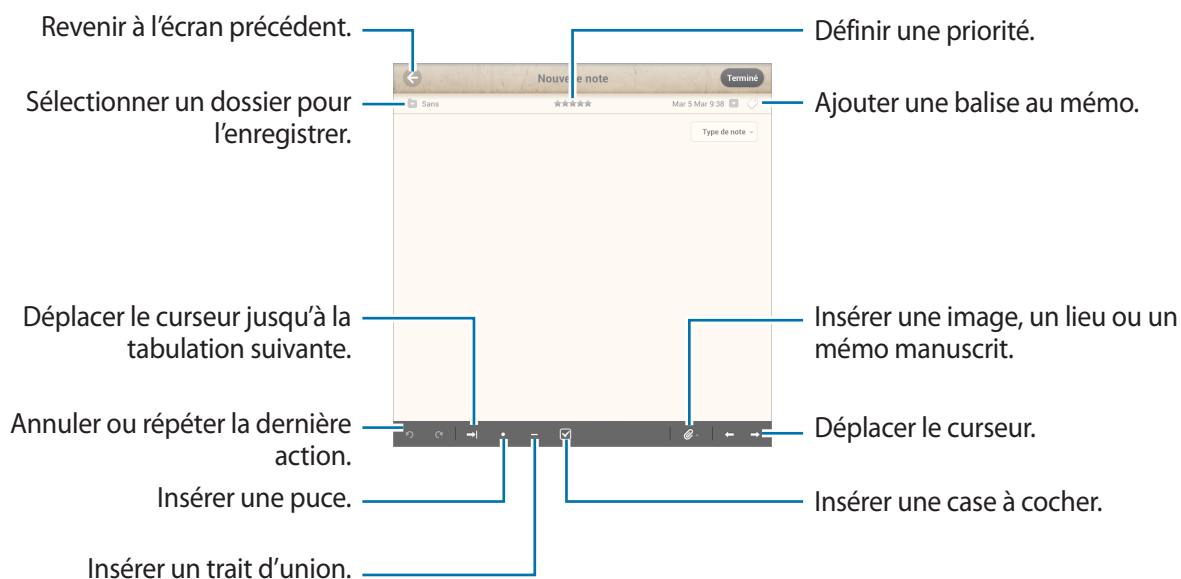 Revenir à l’écran précédent.
Définir une priorité.
Nouvelle note
Terminé
Sélectionner un dossier pour
l’enregistrer.
Sans
Mar 5 Mar 9:38
Ajouter une balise au mémo.
Type de note
Déplacer le curseur jusqu’à la
tabulation suivante.
Insérer une image, un lieu ou un
mémo manuscrit.
Annuler ou répéter la dernière
action.
Déplacer le curseur.
Insérer une puce.
Insérer une case à cocher.
Insérer un trait d’union.